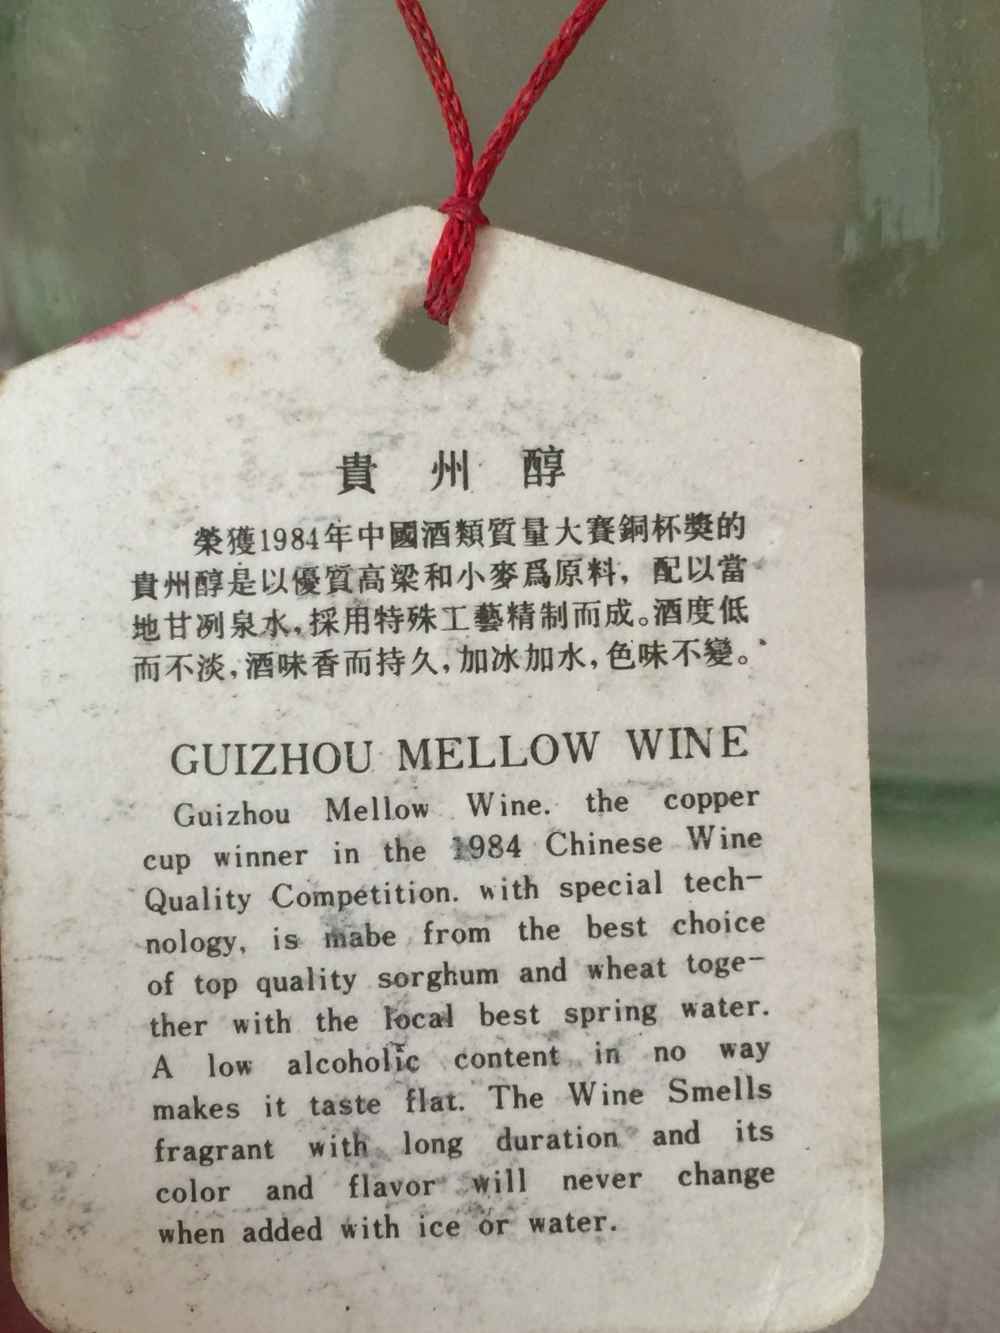 貴州醇
榮獲1984年中國酒類質量大賽銅杯獎的
貴州醇是以優質高梁和小麥爲原料，配以當
地甘冽泉水，採用特殊工藝精制而成。酒度低
而不淡，酒味香而持久，加冰加水，色味不變。
GUIZHOU MELLOW WINE
Guizhou Mellow Wine. the copper
cup winner in the 1984 Chinese Wine
Quality Competition. with special tech-
nology, is mabe from the best choice
of top quality sorghum and wheat toge-
ther with the local best spring water.
A low alcoholic content in no way
makes it taste flat. The Wine Smells
fragrant with long duration and its
color and flavor will never change
when added with ice or water.